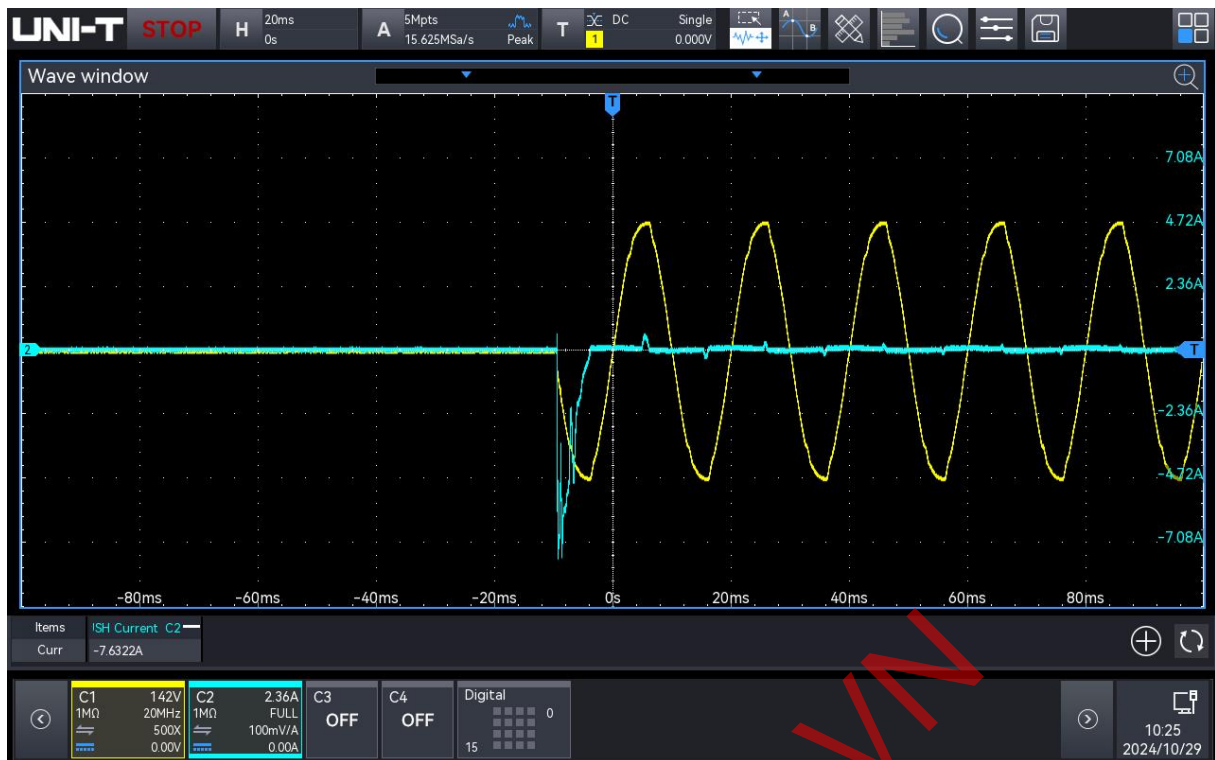 UNI-T STOP H 20ms 0s A 5Mpts 15.625MSa/s Peak T 1 DC Single 0.000V A B
Wave window
T
7.08A
4.72A
2.36A
2 T
-2.36A
-4.72A
-7.08A
-80ms -60ms -40ms -20ms 0s 20ms 40ms 60ms 80ms
Items Curr
ISH Current C2
-7.6322A
C1 142V
1MΩ 20MHz
500X
0.00V
C2 2.36A
1MΩ FULL
100mV/A
0.00A
C3
OFF
C4
OFF
Digital
0
15
10:25
2024/10/29
VN